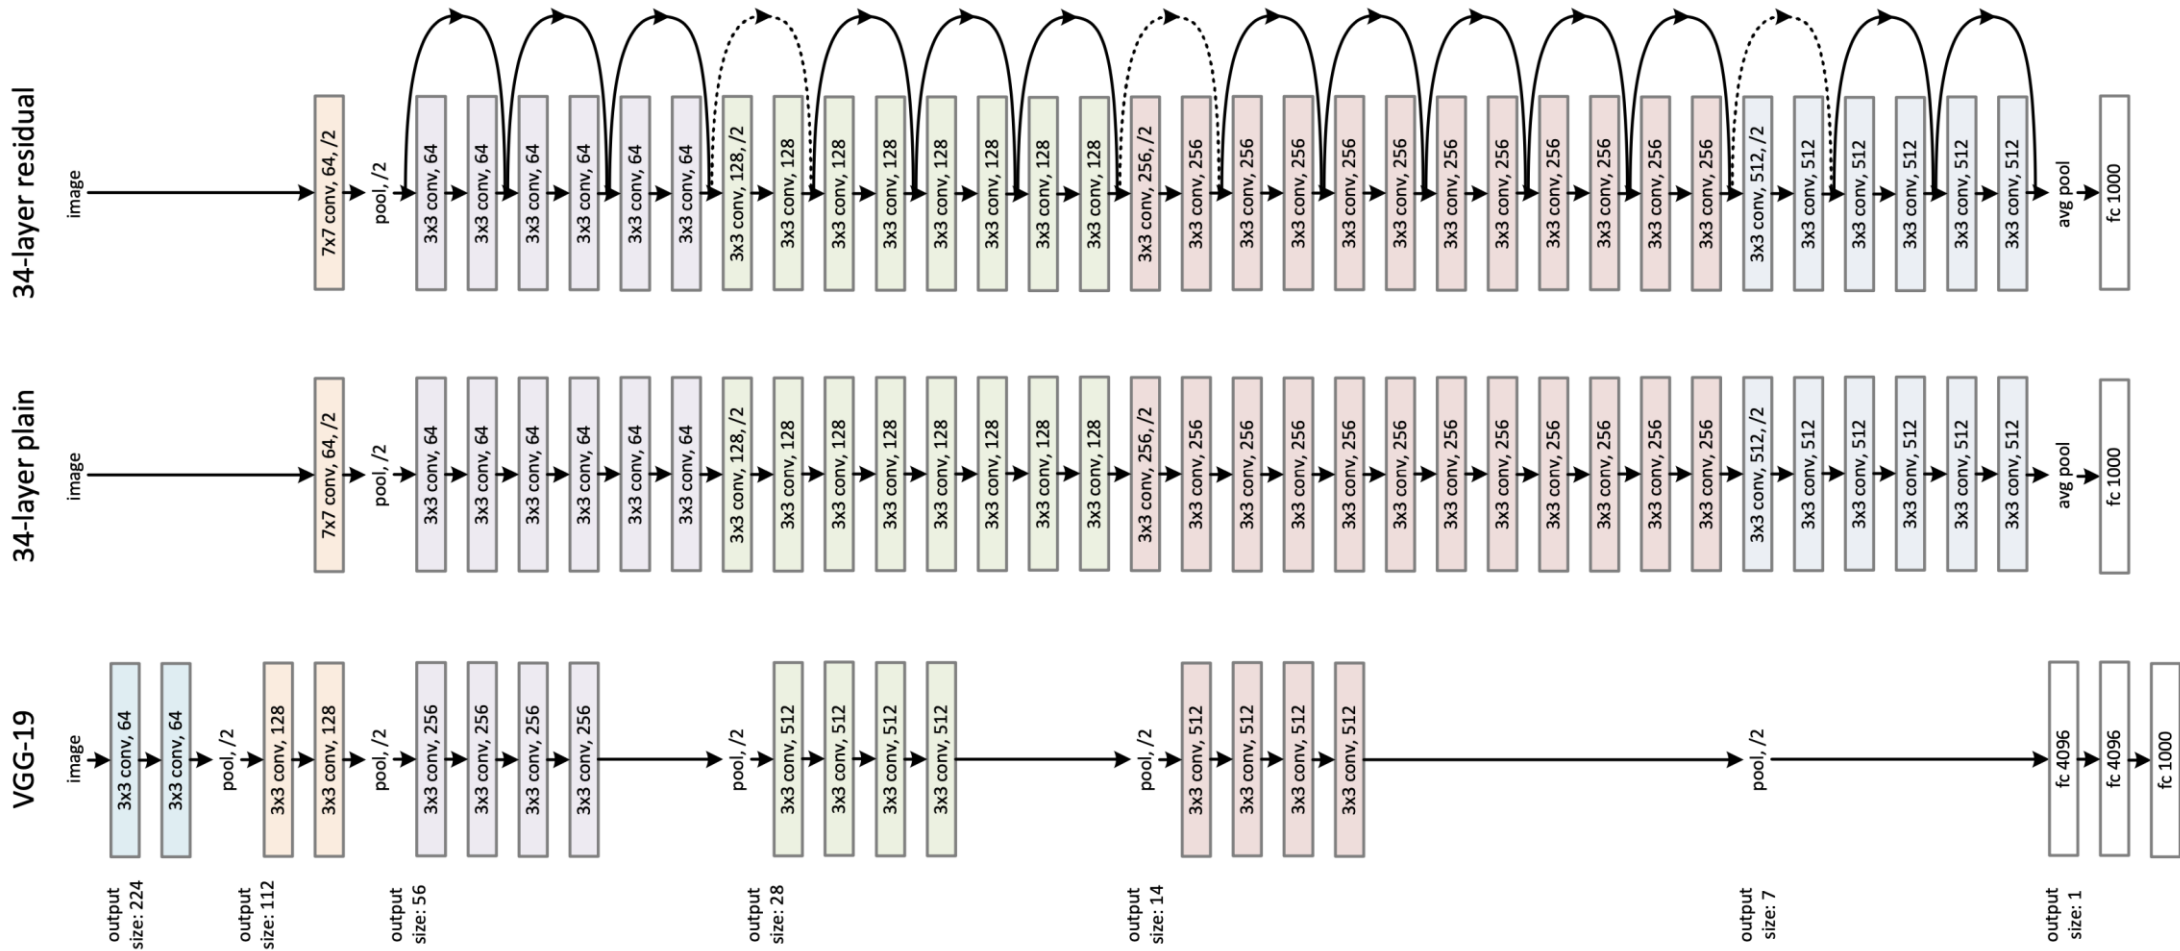 output
size: 224
output
size: 112
output
size: 56
output
size: 28
output
size: 14
output
size: 7
output
size: 1
VGG-19
image
3x3 conv, 64
3x3 conv, 64
pool, /2
3x3 conv, 128
3x3 conv, 128
pool, /2
3x3 conv, 256
3x3 conv, 256
3x3 conv, 256
3x3 conv, 256
pool, /2
3x3 conv, 512
3x3 conv, 512
3x3 conv, 512
3x3 conv, 512
pool, /2
3x3 conv, 512
3x3 conv, 512
3x3 conv, 512
3x3 conv, 512
pool, /2
fc 4096
fc 4096
fc 1000
34-layer plain
image
7x7 conv, 64, /2
pool, /2
3x3 conv, 64
3x3 conv, 64
3x3 conv, 64
3x3 conv, 64
3x3 conv, 64
3x3 conv, 64
3x3 conv, 128, /2
3x3 conv, 128
3x3 conv, 128
3x3 conv, 128
3x3 conv, 128
3x3 conv, 128
3x3 conv, 128
3x3 conv, 128
3x3 conv, 256, /2
3x3 conv, 256
3x3 conv, 256
3x3 conv, 256
3x3 conv, 256
3x3 conv, 256
3x3 conv, 256
3x3 conv, 256
3x3 conv, 256
3x3 conv, 256
3x3 conv, 256
3x3 conv, 256
3x3 conv, 512, /2
3x3 conv, 512
3x3 conv, 512
3x3 conv, 512
3x3 conv, 512
3x3 conv, 512
avg pool
fc 1000
34-layer residual
image
7x7 conv, 64, /2
pool, /2
3x3 conv, 64
3x3 conv, 64
3x3 conv, 64
3x3 conv, 64
3x3 conv, 64
3x3 conv, 64
3x3 conv, 128, /2
3x3 conv, 128
3x3 conv, 128
3x3 conv, 128
3x3 conv, 128
3x3 conv, 128
3x3 conv, 128
3x3 conv, 128
3x3 conv, 256, /2
3x3 conv, 256
3x3 conv, 256
3x3 conv, 256
3x3 conv, 256
3x3 conv, 256
3x3 conv, 256
3x3 conv, 256
3x3 conv, 256
3x3 conv, 256
3x3 conv, 256
3x3 conv, 256
3x3 conv, 512, /2
3x3 conv, 512
3x3 conv, 512
3x3 conv, 512
3x3 conv, 512
3x3 conv, 512
avg pool
fc 1000